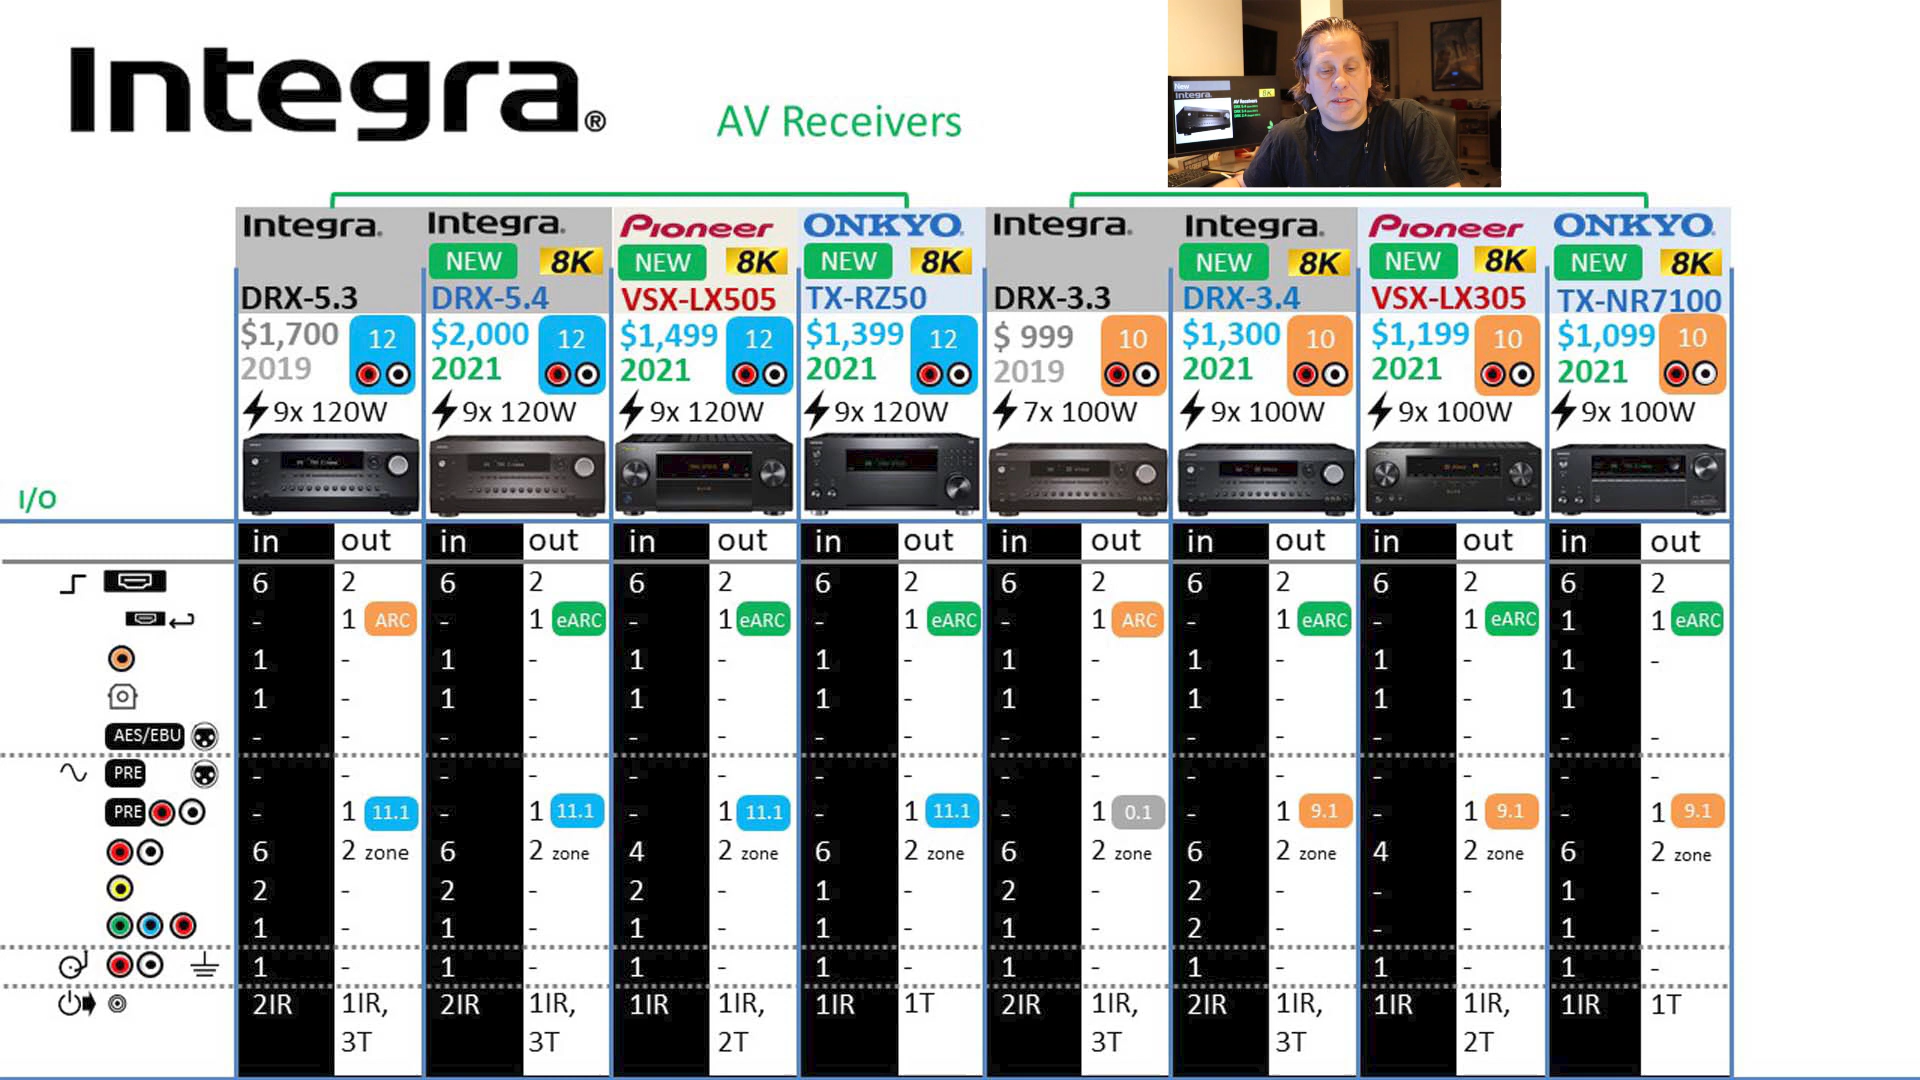 Integra®
AV Receivers
New
Integra.
8K
AV Receivers
Integra. Integra. Pioneer ONKYO. Integra. Integra. Pioneer ONKYO.
NEW 8K NEW 8K NEW 8K NEW 8K NEW 8K NEW 8K
DRX-5.3 DRX-5.4 VSX-LX505 TX-RZ50 DRX-3.3 DRX-3.4 VSX-LX305 TX-NR7100
$1,700 12 $2,000 12 $1,499 12 $1,399 12 $ 999 10 $1,300 10 $1,199 10 $1,099 10
2019 2021 2021 2021 2019 2021 2021 2021
9x 120W 9x 120W 9x 120W 9x 120W 7x 100W 9x 100W 9x 100W 9x 100W
I/O
in out in out in out in out in out in out in out in out
6 2 6 2 6 2 6 2 6 2 6 2 6 2 6 2
- 1 ARC - 1 eARC - 1 eARC - 1 eARC - 1 ARC - 1 eARC - 1 eARC 1 1 eARC
1 - 1 - 1 - 1 - 1 - 1 - 1 - 1 -
1 - 1 - 1 - 1 - 1 - 1 - 1 - 1
AES/EBU - - - - - - - - - - - - - - - -
PRE - - - - - - - - - - - - - - - -
PRE - 1 11.1 - 1 11.1 - 1 11.1 - 1 11.1 - 1 0.1 - 1 9.1 - 1 9.1 - 1 9.1
6 2 zone 6 2 zone 4 2 zone 6 2 zone 6 2 zone 6 2 zone 4 2 zone 6 2 zone
2 - 2 - 2 - 1 - 2 - 2 - - - 1 -
1 - 1 - 1 - 1 - 1 - 2 - - - 1 -
1 - 1 - 1 - 1 - 1 - 1 - 1 - 1 -
2IR 1IR, 2IR 1IR, 1IR 1IR, 1IR 1T 2IR 1IR, 2IR 1IR, 1IR 1IR, 1IR 1T
3T 3T 2T 3T 3T 2T